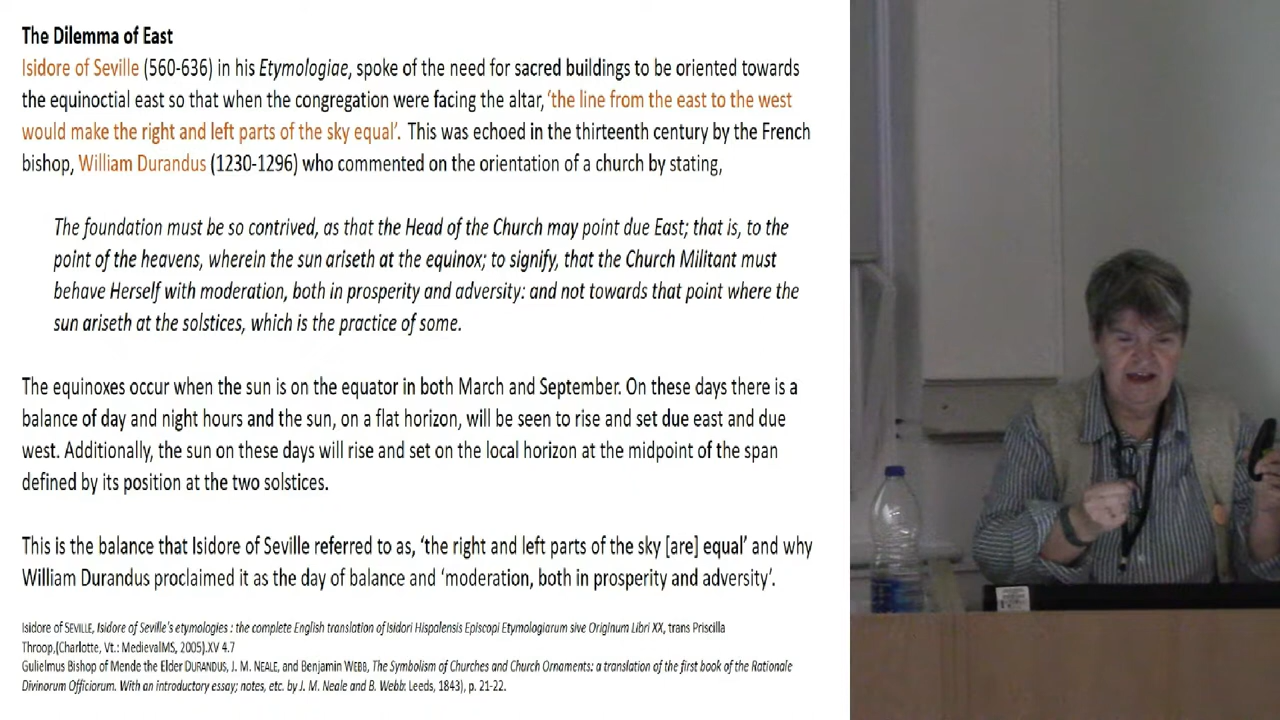 The Dilemma of East
Isidore of Seville (560-636) in his Etymologiae, spoke of the need for sacred buildings to be oriented towards
the equinoctial east so that when the congregation were facing the altar, ‘the line from the east to the west
would make the right and left parts of the sky equal’. This was echoed in the thirteenth century by the French
bishop, William Durandus (1230-1296) who commented on the orientation of a church by stating,
The foundation must be so contrived, as that the Head of the Church may point due East; that is, to the
point of the heavens, wherein the sun ariseth at the equinox; to signify, that the Church Militant must
behave Herself with moderation, both in prosperity and adversity: and not towards that point where the
sun ariseth at the solstices, which is the practice of some.
The equinoxes occur when the sun is on the equator in both March and September. On these days there is a
balance of day and night hours and the sun, on a flat horizon, will be seen to rise and set due east and due
west. Additionally, the sun on these days will rise and set on the local horizon at the midpoint of the span
defined by its position at the two solstices.
This is the balance that Isidore of Seville referred to as, ‘the right and left parts of the sky [are] equal’ and why
William Durandus proclaimed it as the day of balance and ‘moderation, both in prosperity and adversity’.
Isidore of SEVILLE, Isidore of Seville's etymologies : the complete English translation of Isidori Hispalensis Episcopi Etymologiarum sive Originum Libri XX, trans Priscilla
Throop,(Charlotte, Vt.: MedievalMS, 2005).XV 4.7
Gulielmus Bishop of Mende the Elder DURANDUS, J. M. NEALE, and Benjamin WEBB, The Symbolism of Churches and Church Ornaments: a translation of the first book of the Rationale
Divinorum Officiorum. With an introductory essay; notes, etc. by J. M. Neale and B. Webb: Leeds, 1843), p. 21-22.